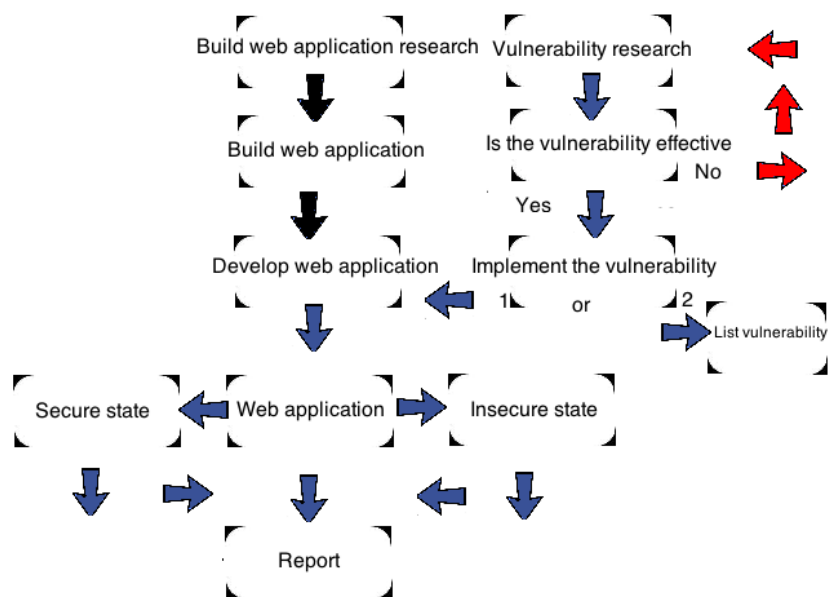 Build web application research
Vulnerability research
Build web application
Is the vulnerability effective
No
Yes
Develop web application
Implement the vulnerability
1
or
2
List vulnerability
Secure state
Web application
Insecure state
Report